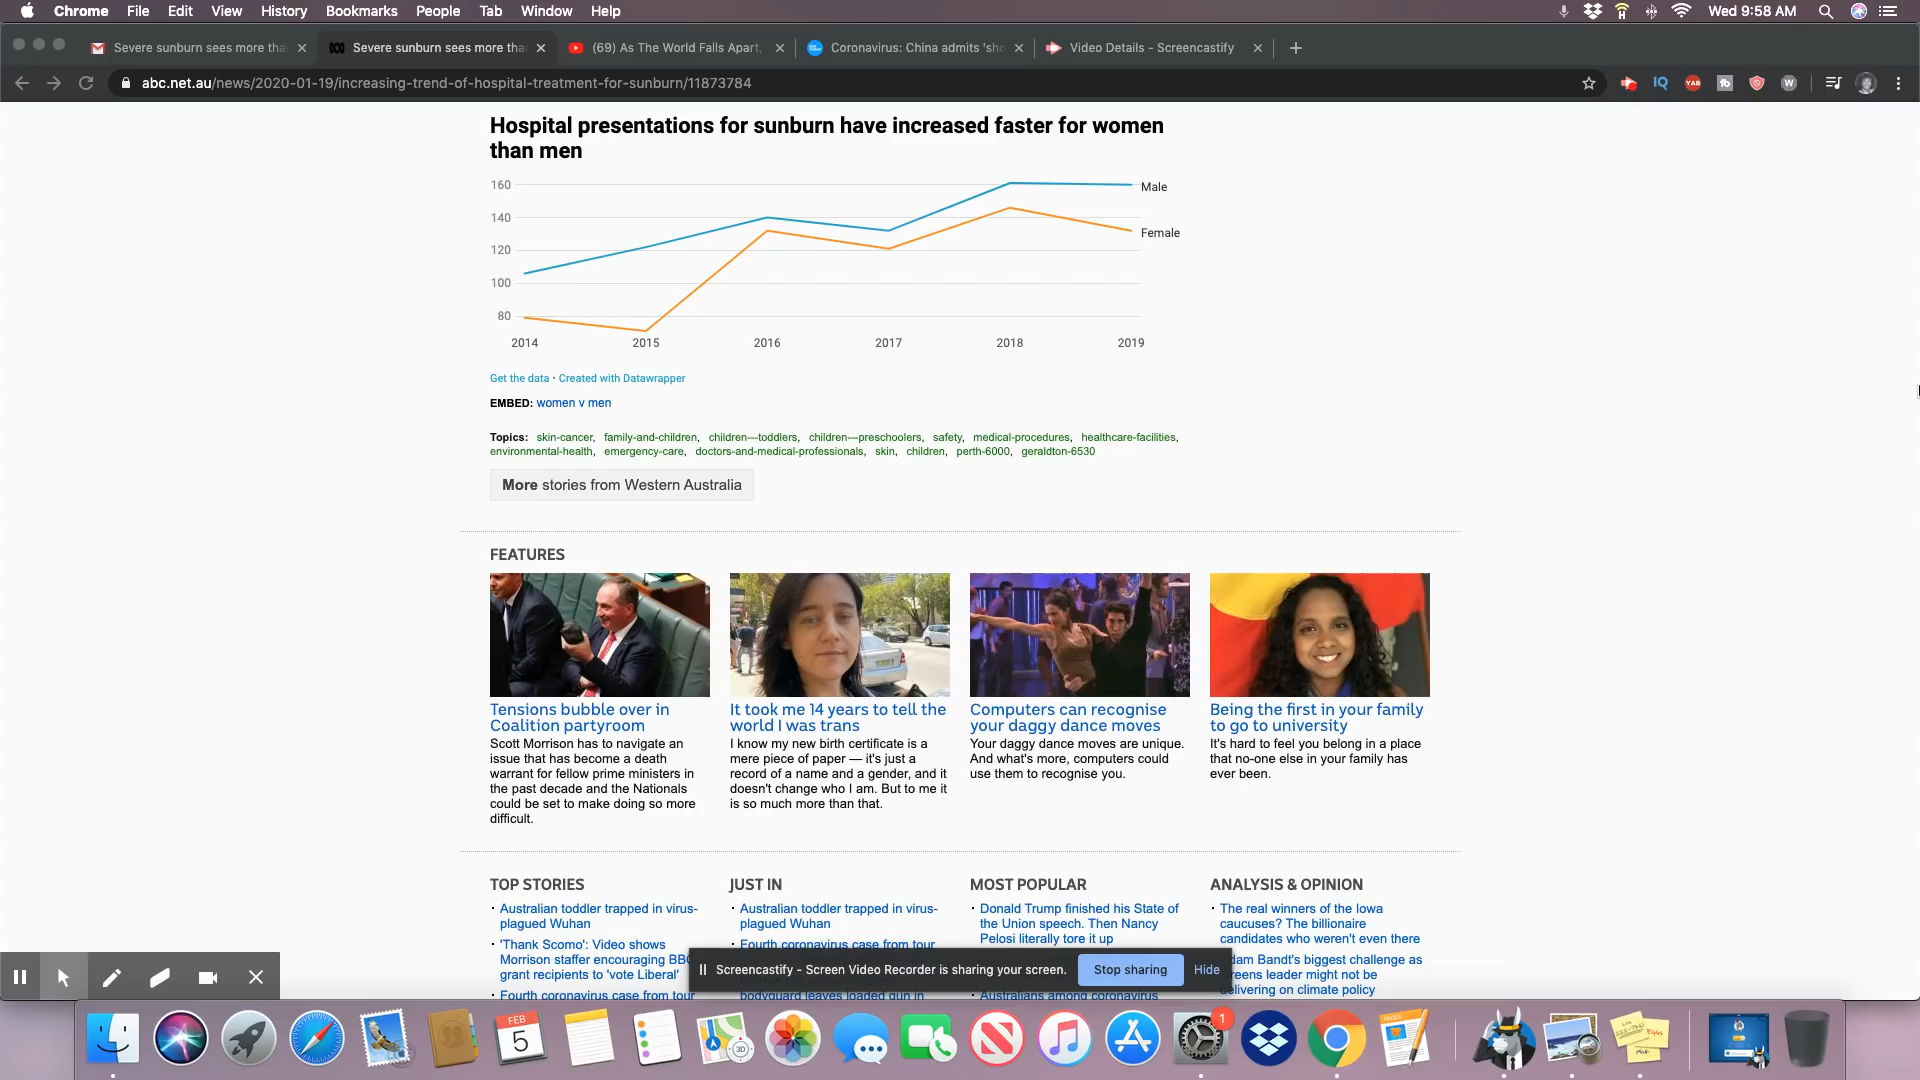 Chrome File Edit View History Bookmarks People Tab Window Help Wed 9:58 AM
Severe sunburn sees more tha Severe sunburn sees more tha (69) As The World Falls Apart, Coronavirus: China admits 'sho Video Details - Screencastify
abc.net.au/news/2020-01-19/increasing-trend-of-hospital-treatment-for-sunburn/11873784
Hospital presentations for sunburn have increased faster for women
than men
160
Male
140
Female
120
100
80
2014 2015 2016 2017 2018 2019
Get the data • Created with Datawrapper
EMBED: women v men
Topics: skin-cancer, family-and-children, children---toddlers, children---preschoolers, safety, medical-procedures, healthcare-facilities,
environmental-health, emergency-care, doctors-and-medical-professionals, skin, children, perth-6000, geraldton-6530
More stories from Western Australia
FEATURES
Tensions bubble over in
Coalition partyroom
Scott Morrison has to navigate an
issue that has become a death
warrant for fellow prime ministers in
the past decade and the Nationals
could be set to make doing so more
difficult.
It took me 14 years to tell the
world I was trans
I know my new birth certificate is a
mere piece of paper — it's just a
record of a name and a gender, and it
doesn't change who I am. But to me it
is so much more than that.
Computers can recognise
your daggy dance moves
Your daggy dance moves are unique.
And what's more, computers could
use them to recognise you.
Being the first in your family
to go to university
It's hard to feel you belong in a place
that no-one else in your family has
ever been.
TOP STORIES
Australian toddler trapped in virus-
plagued Wuhan
'Thank Scomo': Video shows
Morrison staffer encouraging BB
grant recipients to 'vote Liberal'
Fourth coronavirus case from tour
JUST IN
Australian toddler trapped in virus-
plagued Wuhan
Fourth coronavirus case from tour
bodyguard leaves loaded gun in
MOST POPULAR
Donald Trump finished his State of
the Union speech. Then Nancy
Pelosi literally tore it up
Australians among coronavirus
ANALYSIS & OPINION
The real winners of the Iowa
caucuses? The billionaire
candidates who weren't even there
dam Bandt's biggest challenge as
reens leader might not be
delivering on climate policy
Screencastify - Screen Video Recorder is sharing your screen. Stop sharing Hide
FEB
5
3D
1
PAGES